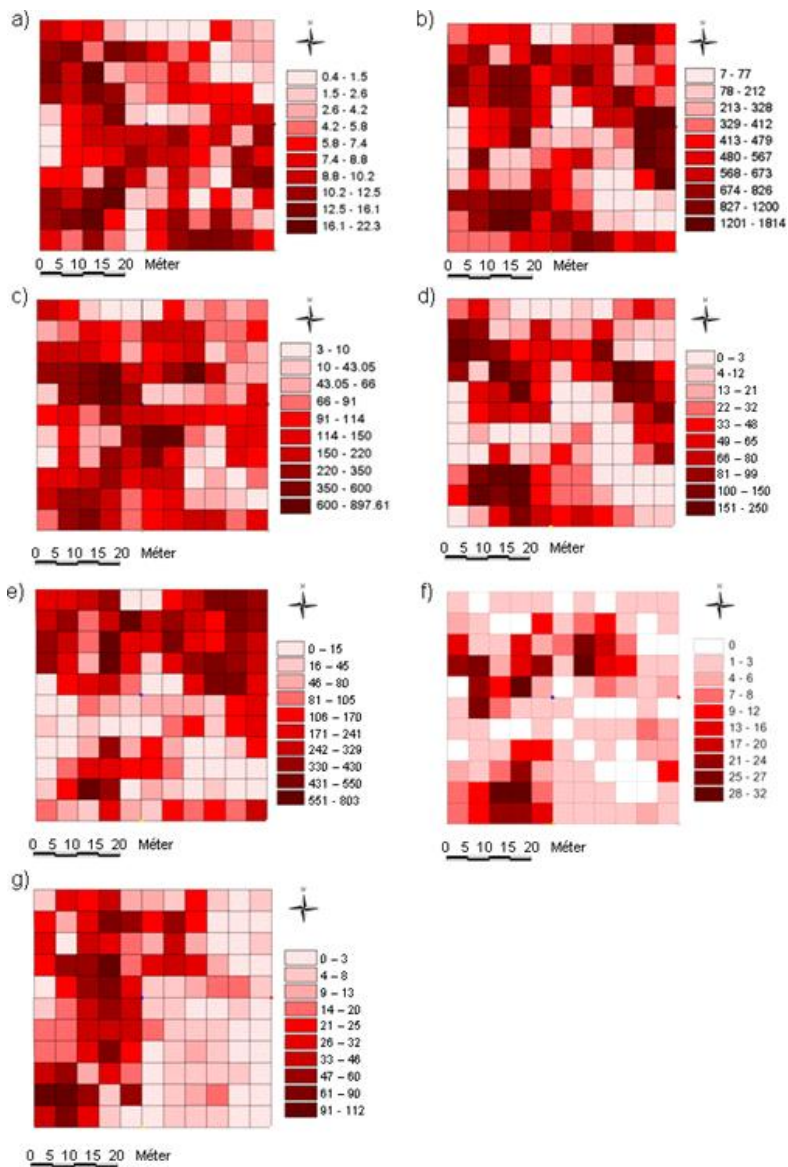 a)
0.4 - 1.5
1.5 - 2.6
2.6 - 4.2
4.2 - 5.8
5.8 - 7.4
7.4 - 8.8
8.8 - 10.2
10.2 - 12.5
12.5 - 16.1
16.1 - 22.3
0 5 10 15 20 Méter
b)
7 - 77
78 - 212
213 - 328
329 - 412
413 - 479
480 - 567
568 - 673
674 - 826
827 - 1200
1201 - 1814
0 5 10 15 20 Méter
c)
3 - 10
10 - 43.05
43.05 - 66
66 - 91
91 - 114
114 - 150
150 - 220
220 - 350
350 - 600
600 - 897.61
0 5 10 15 20 Méter
d)
0 – 3
4 -12
13 – 21
22 – 32
33 – 48
49 – 65
66 – 80
81 – 99
100 - 150
151 - 250
0 5 10 15 20 Méter
e)
0 – 15
16 – 45
46 – 80
81 – 105
106 – 170
171 – 241
242 – 329
330 – 430
431 – 550
551 - 803
0 5 10 15 20 Méter
f)
0
1 - 3
4 - 6
7 - 8
9 - 12
13 - 16
17 - 20
21 - 24
25 - 27
28 - 32
0 5 10 15 20 Méter
g)
0 – 3
4 – 8
9 – 13
14 – 20
21 – 25
26 – 32
33 – 46
47 – 60
61 – 90
91 - 112
0 5 10 15 20 Méter